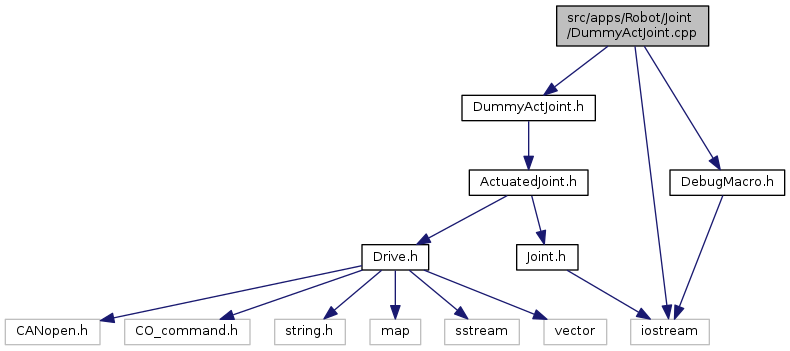 src/apps/Robot/Joint
/DummyActJoint.cpp
DummyActJoint.h
ActuatedJoint.h
DebugMacro.h
Drive.h
Joint.h
CANopen.h
CO_command.h
string.h
map
sstream
vector
iostream